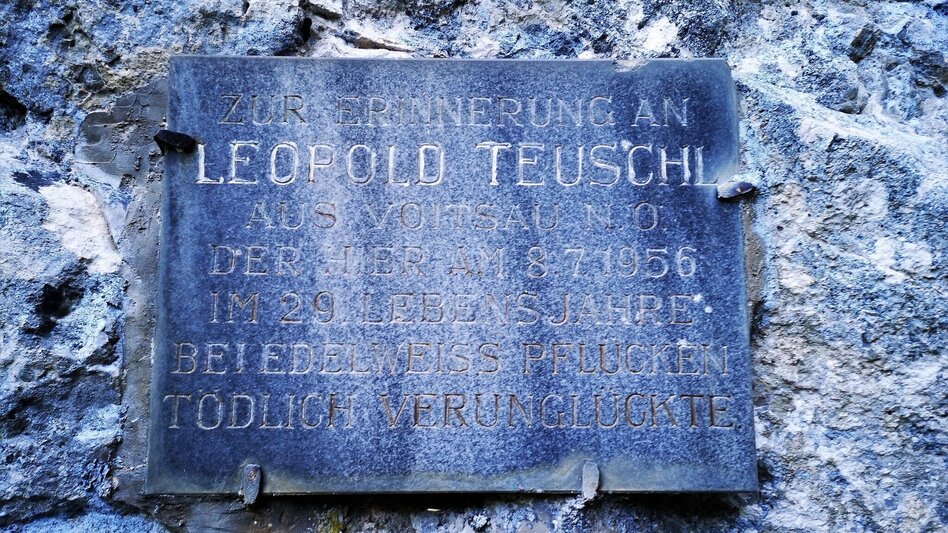 ZUR ERINNERUNG AN
LEOPOLD TEUSCHL
AUS VOITSAU N.Ö.
DER HIER AM 8.7.1956
IM 29. LEBENSJAHRE
BEI EDELWEISS PFLÜCKEN
TÖDLICH VERUNGLÜCKTE.